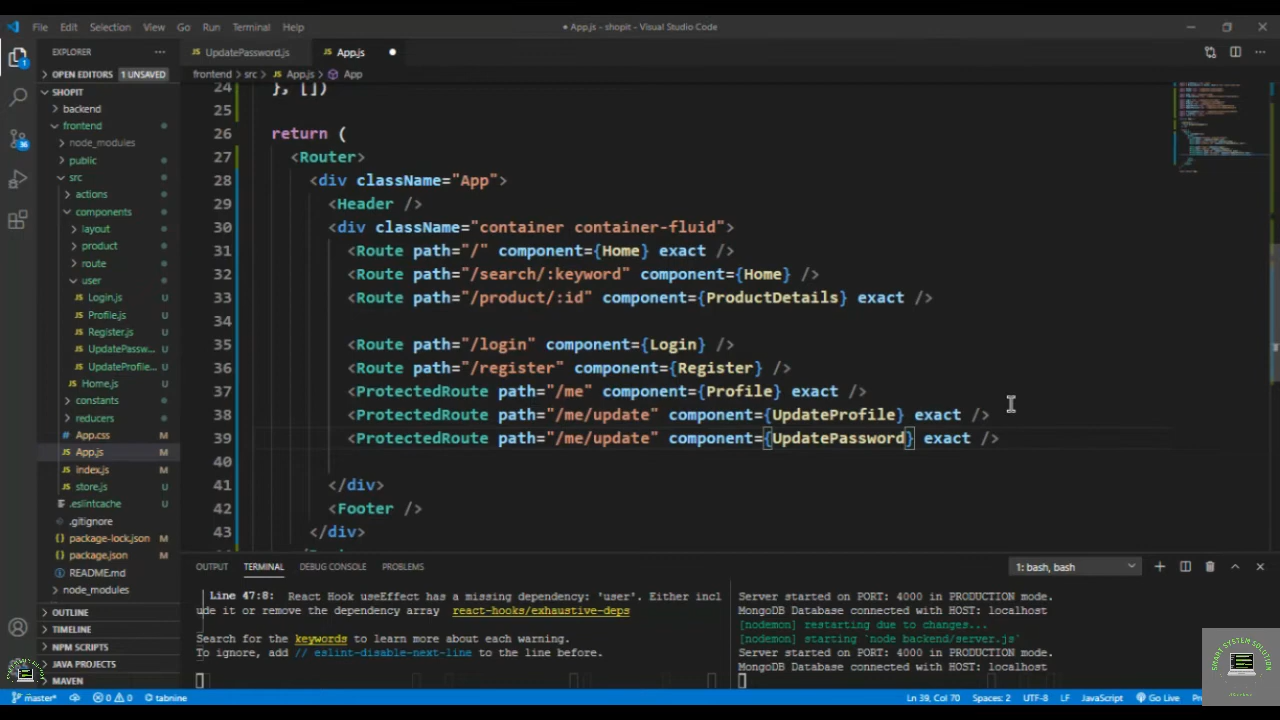 File Edit Selection View Go Run Terminal Help
● App.js - shopit - Visual Studio Code
EXPLORER ···
UpdatePassword.js App.js
OPEN EDITORS 1 UNSAVED
frontend > src > App.js > App
SHOPIT
backend
frontend
node_modules
public
src
actions
components
layout
product
route
user
Login.js U
Profile.js U
Register.js U
UpdatePassw... U
UpdateProfile... U
Home.js U
constants
reducers
App.css M
App.js M
index.js M
store.js U
.eslintcache
.gitignore
package-lock.json M
package.json M
README.md
node_modules
OUTLINE
TIMELINE
NPM SCRIPTS
JAVA PROJECTS
MAVEN
24 }, [])
25
26 return (
27 <Router>
28 <div className="App">
29 <Header />
30 <div className="container container-fluid">
31 <Route path="/" component={Home} exact />
32 <Route path="/search/:keyword" component={Home} />
33 <Route path="/product/:id" component={ProductDetails} exact />
34
35 <Route path="/login" component={Login} />
36 <Route path="/register" component={Register} />
37 <ProtectedRoute path="/me" component={Profile} exact />
38 <ProtectedRoute path="/me/update" component={UpdateProfile} exact />
39 <ProtectedRoute path="/me/update" component={UpdatePassword} exact />
40
41 </div>
42 <Footer />
43 </div>
OUTPUT TERMINAL DEBUG CONSOLE PROBLEMS
1: bash, bash
Line 47:8: React Hook useEffect has a missing dependency: 'user'. Either incl
ude it or remove the dependency array react-hooks/exhaustive-deps
Search for the keywords to learn more about each warning.
To ignore, add // eslint-disable-next-line to the line before.
Server started on PORT: 4000 in PRODUCTION mode.
MongoDB Database connected with HOST: localhost
[nodemon] restarting due to changes...
[nodemon] starting `node backend/server.js`
Server started on PORT: 4000 in PRODUCTION mode.
MongoDB Database connected with HOST: localhost
SMART SYSTEM SOLUTION
master* 0 0 tabnine
Ln 39, Col 70 Spaces: 2 UTF-8 LF JavaScript Go Live